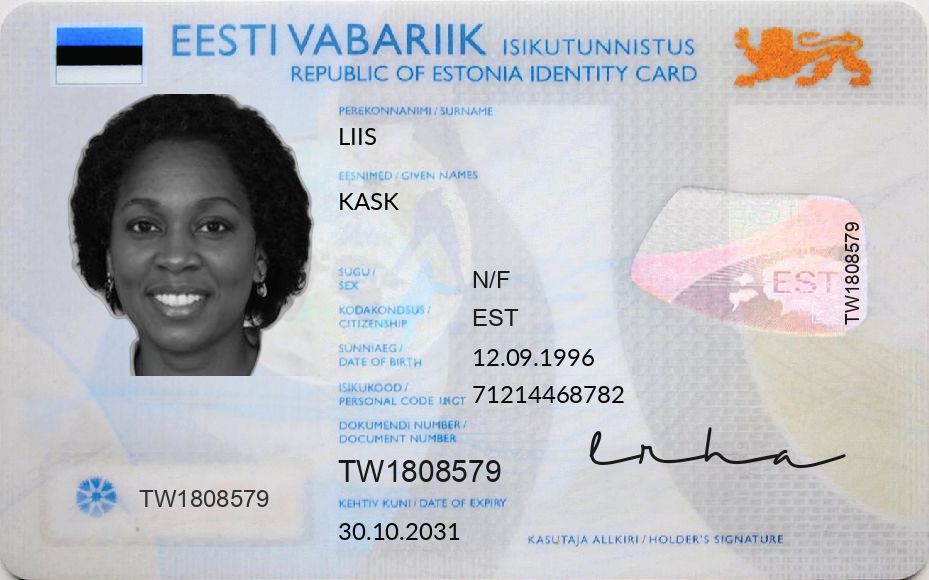 EESTI VABARIIK ISIKUTUNNISTUS
REPUBLIC OF ESTONIA IDENTITY CARD
PEREKONNANIMI / SURNAME
LIIS
EESNIMED / GIVEN NAMES
KASK
SUGU /
SEX
N/F
KODAKONDSUS /
CITIZENSHIP
EST
SÜNNIAEG /
DATE OF BIRTH
12.09.1996
ISIKUKOOD /
PERSONAL CODE
71214468782
DOKUMENDI NUMBER /
DOCUMENT NUMBER
TW1808579
KEHTIV KUNI / DATE OF EXPIRY
30.10.2031
TW1808579
EST
TW1808579
KASUTAJA ALLKIRI / HOLDER'S SIGNATURE